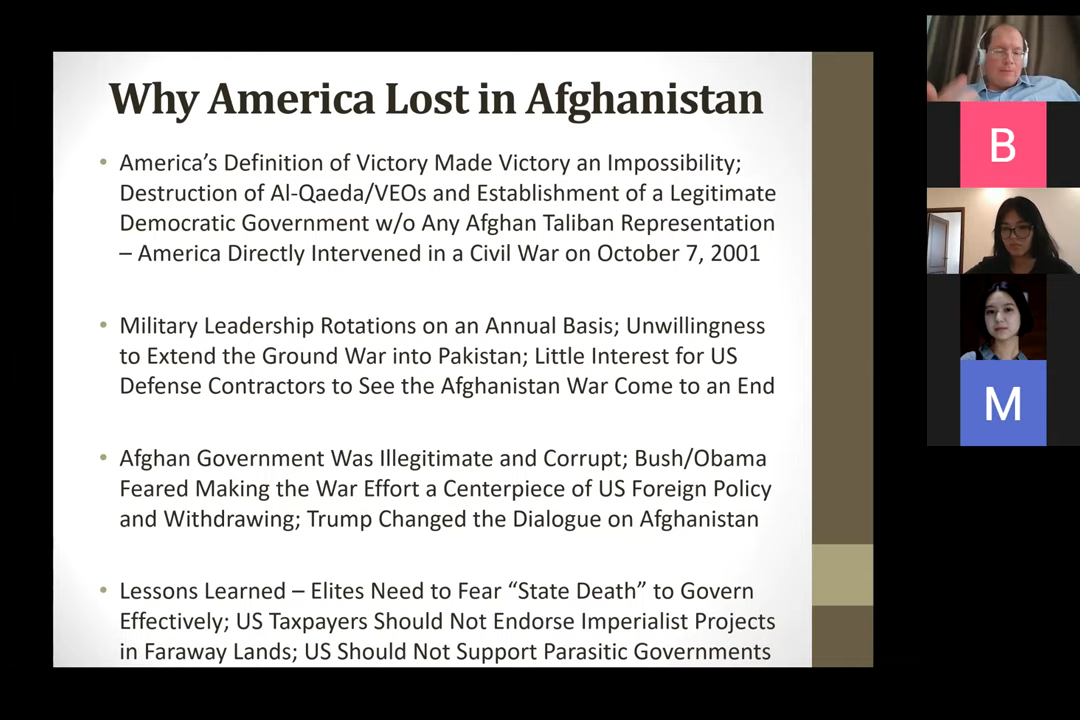 Why America Lost in Afghanistan
• America’s Definition of Victory Made Victory an Impossibility;
Destruction of Al-Qaeda/VEOs and Establishment of a Legitimate
Democratic Government w/o Any Afghan Taliban Representation
– America Directly Intervened in a Civil War on October 7, 2001
• Military Leadership Rotations on an Annual Basis; Unwillingness
to Extend the Ground War into Pakistan; Little Interest for US
Defense Contractors to See the Afghanistan War Come to an End
• Afghan Government Was Illegitimate and Corrupt; Bush/Obama
Feared Making the War Effort a Centerpiece of US Foreign Policy
and Withdrawing; Trump Changed the Dialogue on Afghanistan
• Lessons Learned – Elites Need to Fear “State Death” to Govern
Effectively; US Taxpayers Should Not Endorse Imperialist Projects
in Faraway Lands; US Should Not Support Parasitic Governments
B
M